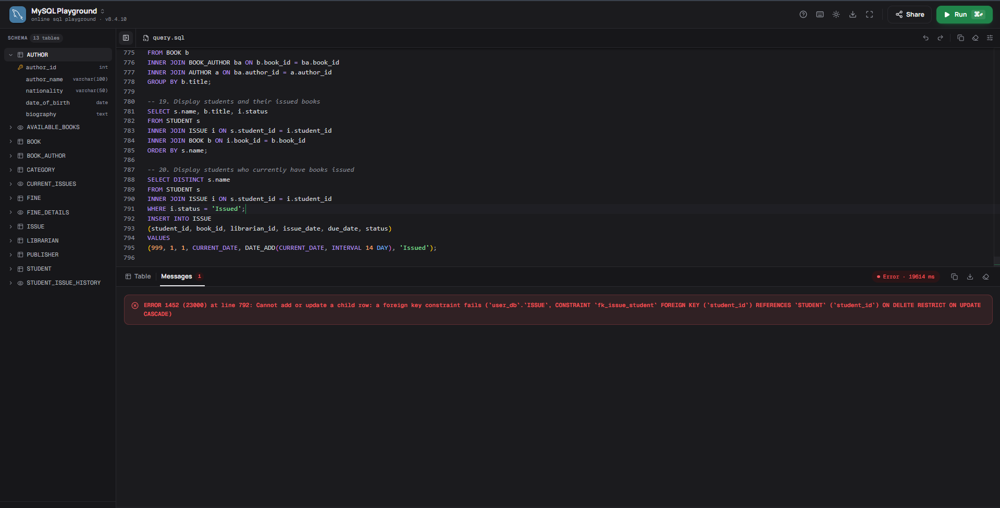 MySQL Playground
online sql playground · v8.4.10
Share
Run ⌘↵
SCHEMA 13 tables
query.sql
AUTHOR
author_id int
author_name varchar(100)
nationality varchar(50)
date_of_birth date
biography text
AVAILABLE_BOOKS
BOOK
BOOK_AUTHOR
CATEGORY
CURRENT_ISSUES
FINE
FINE_DETAILS
ISSUE
LIBRARIAN
PUBLISHER
STUDENT
STUDENT_ISSUE_HISTORY
775 FROM BOOK b
776 INNER JOIN BOOK_AUTHOR ba ON b.book_id = ba.book_id
777 INNER JOIN AUTHOR a ON ba.author_id = a.author_id
778 GROUP BY b.title;
779
780 -- 19. Display students and their issued books
781 SELECT s.name, b.title, i.status
782 FROM STUDENT s
783 INNER JOIN ISSUE i ON s.student_id = i.student_id
784 INNER JOIN BOOK b ON i.book_id = b.book_id
785 ORDER BY s.name;
786
787 -- 20. Display students who currently have books issued
788 SELECT DISTINCT s.name
789 FROM STUDENT s
790 INNER JOIN ISSUE i ON s.student_id = i.student_id
791 WHERE i.status = 'Issued';
792 INSERT INTO ISSUE
793 (student_id, book_id, librarian_id, issue_date, due_date, status)
794 VALUES
795 (999, 1, 1, CURRENT_DATE, DATE_ADD(CURRENT_DATE, INTERVAL 14 DAY), 'Issued');
796
Table
Messages 1
Error · 19614 ms
ERROR 1452 (23000) at line 792: Cannot add or update a child row: a foreign key constraint fails (`user_db`.`ISSUE`, CONSTRAINT `fk_issue_student` FOREIGN KEY (`student_id`) REFERENCES `STUDENT` (`student_id`) ON DELETE RESTRICT ON UPDATE
CASCADE)